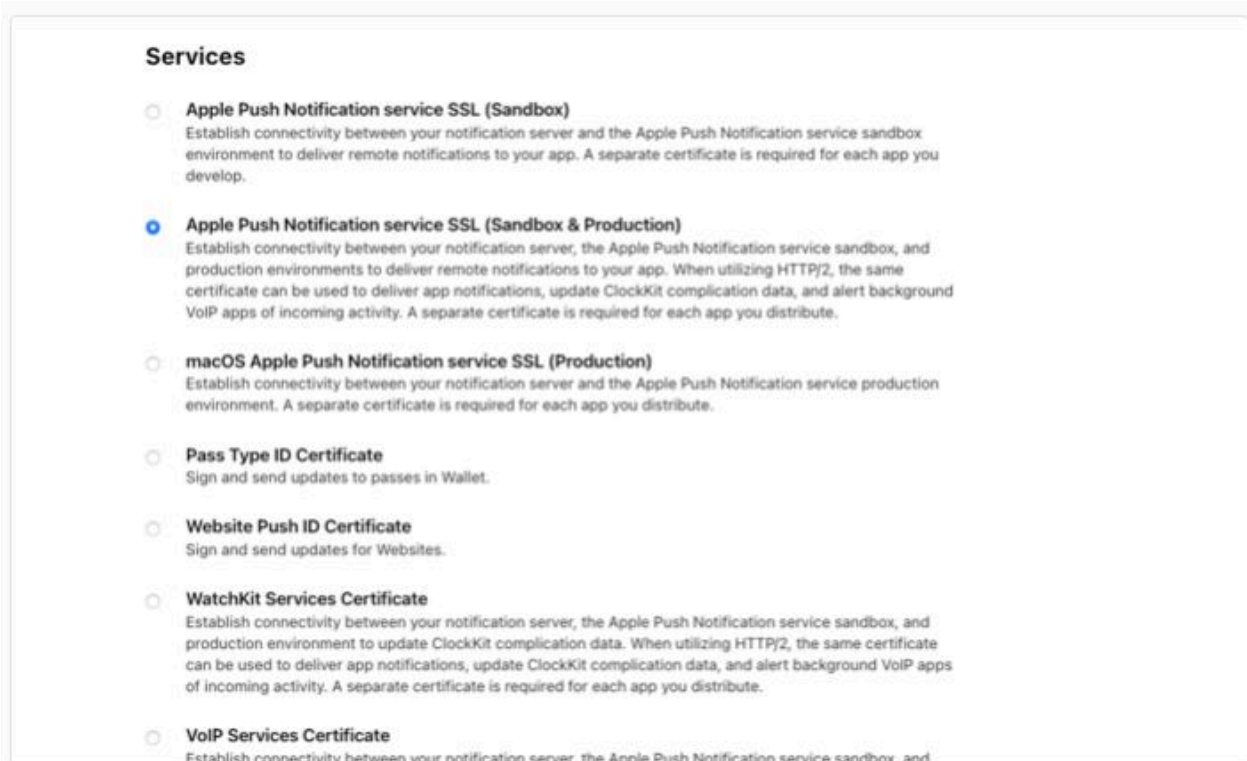 Services
Apple Push Notification service SSL (Sandbox)
Establish connectivity between your notification server and the Apple Push Notification service sandbox
environment to deliver remote notifications to your app. A separate certificate is required for each app you
develop.
Apple Push Notification service SSL (Sandbox & Production)
Establish connectivity between your notification server, the Apple Push Notification service sandbox, and
production environments to deliver remote notifications to your app. When utilizing HTTP/2, the same
certificate can be used to deliver app notifications, update ClockKit complication data, and alert background
VoIP apps of incoming activity. A separate certificate is required for each app you distribute.
macOS Apple Push Notification service SSL (Production)
Establish connectivity between your notification server and the Apple Push Notification service production
environment. A separate certificate is required for each app you distribute.
Pass Type ID Certificate
Sign and send updates to passes in Wallet.
Website Push ID Certificate
Sign and send updates for Websites.
WatchKit Services Certificate
Establish connectivity between your notification server, the Apple Push Notification service sandbox, and
production environment to update ClockKit complication data. When utilizing HTTP/2, the same certificate
can be used to deliver app notifications, update ClockKit complication data, and alert background VoIP apps
of incoming activity. A separate certificate is required for each app you distribute.
VoIP Services Certificate
Establish connectivity between your notification server, the Apple Push Notification service sandbox, and